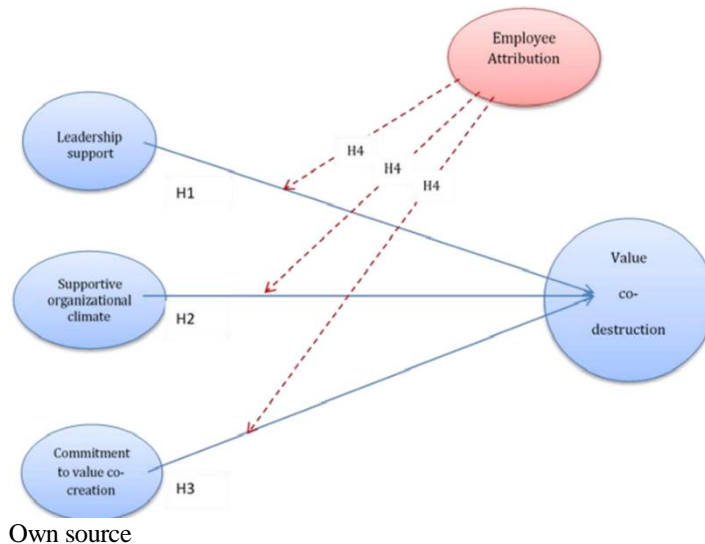 Employee
Attribution
Leadership
support
H4
H4
H4
H1
Value
co-
destruction
Supportive
organizational
climate
H2
Commitment
to value co-
creation
H3
Own source